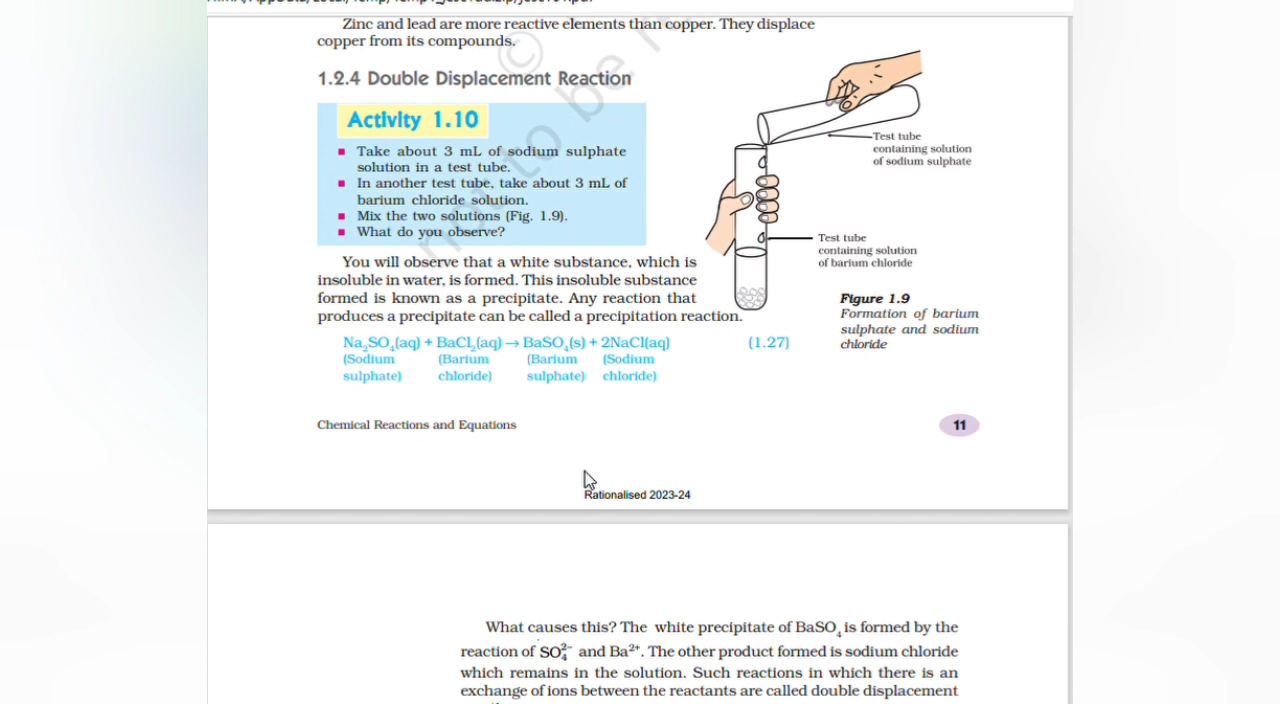 Zinc and lead are more reactive elements than copper. They displace
copper from its compounds.
1.2.4 Double Displacement Reaction
Activity 1.10
Take about 3 mL of sodium sulphate
solution in a test tube.
In another test tube, take about 3 mL of
barium chloride solution.
Mix the two solutions (Fig. 1.9).
What do you observe?
Test tube
containing solution
of sodium sulphate
Test tube
containing solution
of barium chloride
You will observe that a white substance, which is
insoluble in water, is formed. This insoluble substance
formed is known as a precipitate. Any reaction that
produces a precipitate can be called a precipitation reaction.
Figure 1.9
Formation of barium
sulphate and sodium
chloride
Na₂SO₄(aq) + BaCl₂(aq) → BaSO₄(s) + 2NaCl(aq) (1.27)
(Sodium (Barium (Barium (Sodium
sulphate) chloride) sulphate) chloride)
Chemical Reactions and Equations 11
Rationalised 2023-24
© not to be
What causes this? The white precipitate of BaSO₄ is formed by the
reaction of SO₄²⁻ and Ba²⁺. The other product formed is sodium chloride
which remains in the solution. Such reactions in which there is an
exchange of ions between the reactants are called double displacement